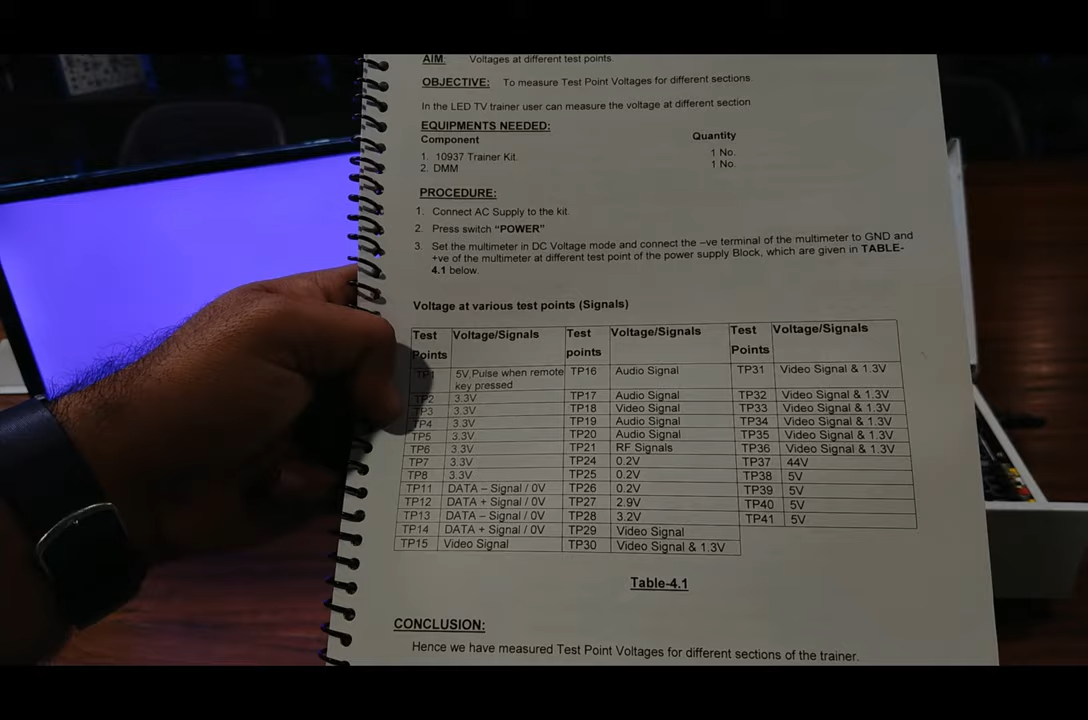 AIM: Voltages at different test points.
OBJECTIVE: To measure Test Point Voltages for different sections.
In the LED TV trainer user can measure the voltage at different section
EQUIPMENTS NEEDED:
Component Quantity
1. 10937 Trainer Kit. 1 No.
2. DMM 1 No.
PROCEDURE:
1. Connect AC Supply to the kit.
2. Press switch “POWER”
3. Set the multimeter in DC Voltage mode and connect the –ve terminal of the multimeter to GND and
+ve of the multimeter at different test point of the power supply Block, which are given in TABLE-
4.1 below.
Voltage at various test points (Signals)
Test Points Voltage/Signals Test points Voltage/Signals Test Points Voltage/Signals
TP1 5V,Pulse when remote key pressed TP16 Audio Signal TP31 Video Signal & 1.3V
TP2 3.3V TP17 Audio Signal TP32 Video Signal & 1.3V
TP3 3.3V TP18 Video Signal TP33 Video Signal & 1.3V
TP4 3.3V TP19 Audio Signal TP34 Video Signal & 1.3V
TP5 3.3V TP20 Audio Signal TP35 Video Signal & 1.3V
TP6 3.3V TP21 RF Signals TP36 Video Signal & 1.3V
TP7 3.3V TP24 0.2V TP37 44V
TP8 3.3V TP25 0.2V TP38 5V
TP11 DATA – Signal / 0V TP26 0.2V TP39 5V
TP12 DATA + Signal / 0V TP27 2.9V TP40 5V
TP13 DATA – Signal / 0V TP28 3.2V TP41 5V
TP14 DATA + Signal / 0V TP29 Video Signal
TP15 Video Signal TP30 Video Signal & 1.3V
Table-4.1
CONCLUSION:
Hence we have measured Test Point Voltages for different sections of the trainer.